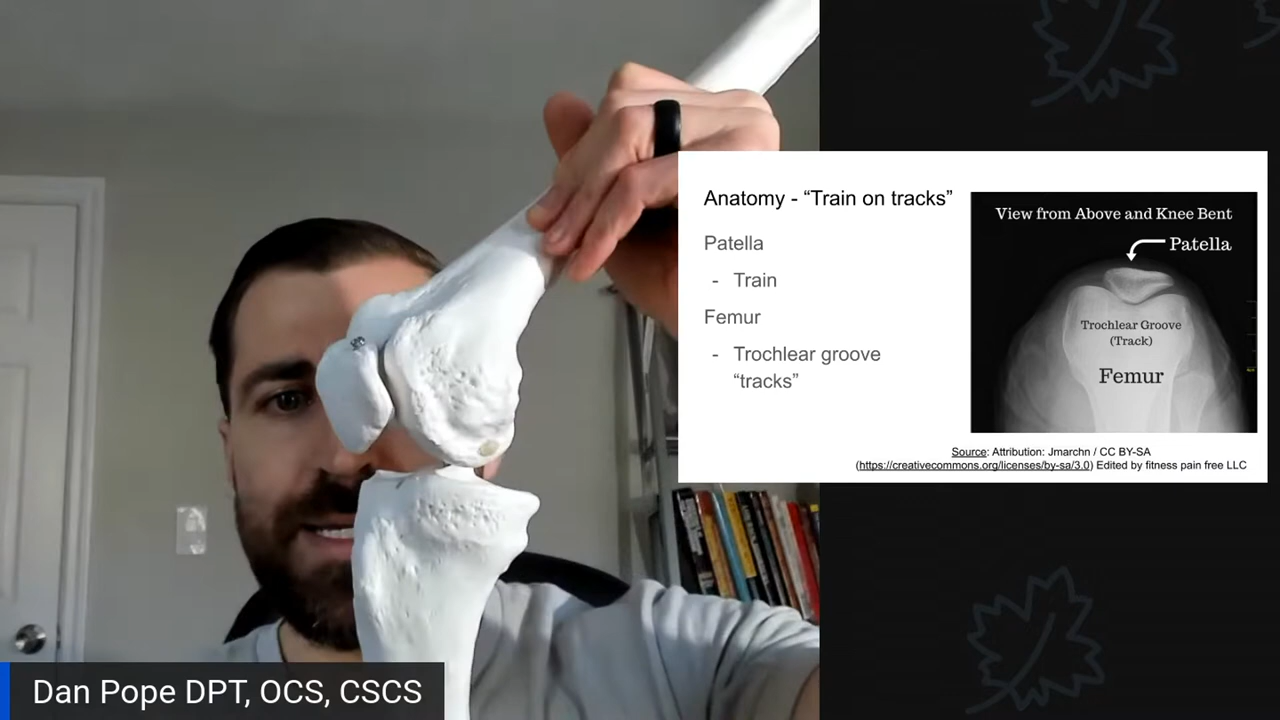 Anatomy - “Train on tracks”
Patella
- Train
Femur
- Trochlear groove
“tracks”
View from Above and Knee Bent
Patella
Trochlear Groove
(Track)
Femur
Source: Attribution: Jmarchn / CC BY-SA
(https://creativecommons.org/licenses/by-sa/3.0) Edited by fitness pain free LLC
Dan Pope DPT, OCS, CSCS